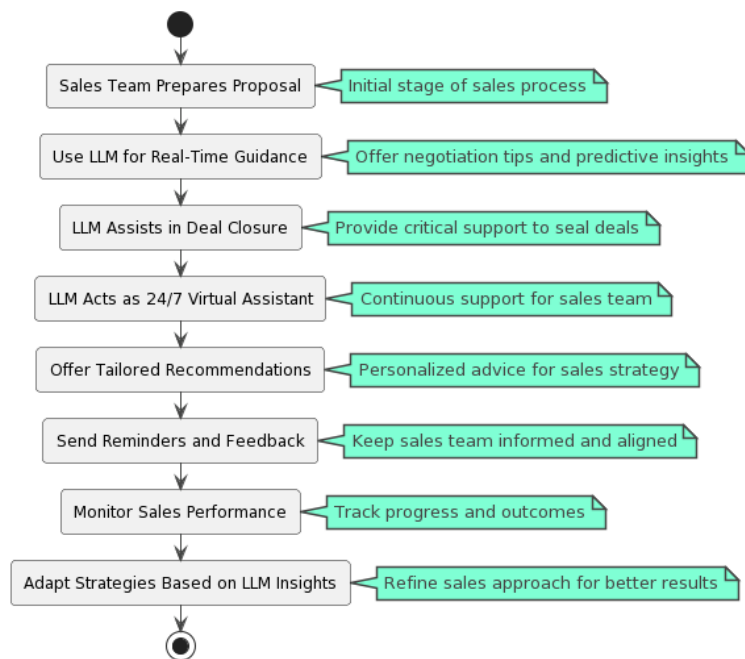 Sales Team Prepares Proposal
Initial stage of sales process
Use LLM for Real-Time Guidance
Offer negotiation tips and predictive insights
LLM Assists in Deal Closure
Provide critical support to seal deals
LLM Acts as 24/7 Virtual Assistant
Continuous support for sales team
Offer Tailored Recommendations
Personalized advice for sales strategy
Send Reminders and Feedback
Keep sales team informed and aligned
Monitor Sales Performance
Track progress and outcomes
Adapt Strategies Based on LLM Insights
Refine sales approach for better results